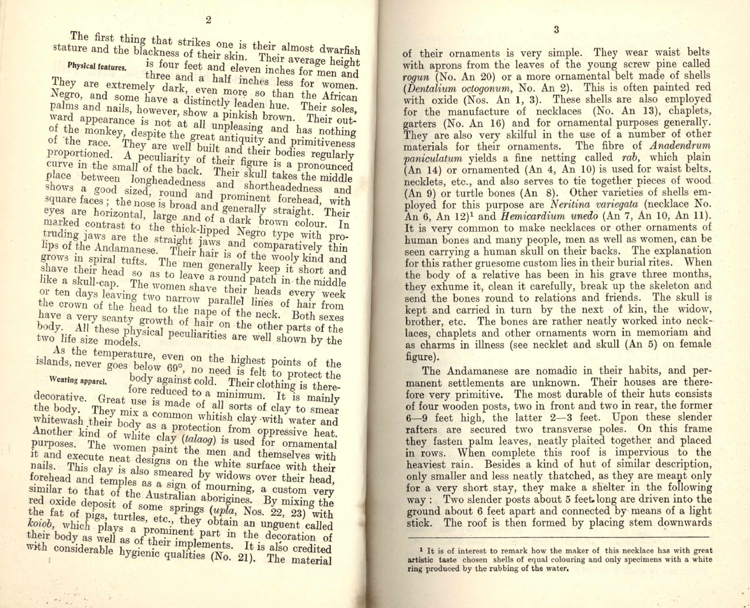 2
The first thing that strikes one is their almost dwarfish
stature and the blackness of their skin. Their average height
Physical features.
is four feet and eleven inches for men and
three and a half inches less for women.
They are extremely dark, even more so than the African
Negro, and some have a distinctly leaden hue. Their soles,
palms and nails, however, show a pinkish brown. Their out-
ward appearance is not at all unpleasing and has nothing
of the monkey, despite the great antiquity and primitiveness
of the race. They are well built and their bodies regularly
proportioned. A peculiarity of their figure is a pronounced
curve in the small of the back. Their skull takes the middle
place between longheadedness and shortheadedness and
shows a good sized, round and prominent forehead, with
square faces; the nose is broad and generally straight. Their
eyes are horizontal, large and of a dark brown colour. In
marked contrast to the thick-lipped Negro type with pro-
truding jaws are the straight jaws and comparatively thin
lips of the Andamanese. Their hair is of the wooly kind and
grows in spiral tufts. The men generally keep it short and
shave their head so as to leave a round patch in the middle
like a skull-cap. The women shave their heads every week
or ten days leaving two narrow parallel lines of hair from
the crown of the head to the nape of the neck. Both sexes
have a very scanty growth of hair on the other parts of the
body. All these physical peculiarities are well shown by the
two life size models.
As the temperature, even on the highest points of the
islands, never goes below 69°, no need is felt to protect the
Wearing apparel.
body against cold. Their clothing is there-
fore reduced to a minimum. It is mainly
decorative. Great use is made of all sorts of clay to smear
the body. They mix a common whitish clay with water and
whitewash their body as a protection from oppressive heat.
Another kind of white clay (talaog) is used for ornamental
purposes. The women paint the men and themselves with
it and execute neat designs on the white surface with their
nails. This clay is also smeared by widows over their head,
forehead and temples as a sign of mourning, a custom very
similar to that of the Australian aborigines. By mixing the
red oxide deposit of some springs (upla, Nos. 22, 23) with
the fat of pigs, turtles, etc., they obtain an unguent called
koiob, which plays a prominent part in the decoration of
their body as well as of their implements. It is also credited
with considerable hygienic qualities (No. 21). The material
3
of their ornaments is very simple. They wear waist belts
with aprons from the leaves of the young screw pine called
rogun (No. An 20) or a more ornamental belt made of shells
(Dentalium octogonum, No. An 2). This is often painted red
with oxide (Nos. An 1, 3). These shells are also employed
for the manufacture of necklaces (No. An 13), chaplets,
garters (No. An 16) and for ornamental purposes generally.
They are also very skilful in the use of a number of other
materials for their ornaments. The fibre of Anadendrum
paniculatum yields a fine netting called rab, which plain
(An 14) or ornamented (An 4, An 10) is used for waist belts,
necklets, etc., and also serves to tie together pieces of wood
(An 9) or turtle bones (An 8). Other varieties of shells em-
ployed for this purpose are Neritina variegata (necklace No.
An 6, An 12)¹ and Hemicardium unedo (An 7, An 10, An 11).
It is very common to make necklaces or other ornaments of
human bones and many people, men as well as women, can be
seen carrying a human skull on their backs. The explanation
for this rather gruesome custom lies in their burial rites. When
the body of a relative has been in his grave three months,
they exhume it, clean it carefully, break up the skeleton and
send the bones round to relations and friends. The skull is
kept and carried in turn by the next of kin, the widow,
brother, etc. The bones are rather neatly worked into neck-
laces, chaplets and other ornaments worn in memoriam and
as charms in illness (see necklet and skull (An 5) on female
figure).
The Andamanese are nomadic in their habits, and per-
manent settlements are unknown. Their houses are there-
fore very primitive. The most durable of their huts consists
of four wooden posts, two in front and two in rear, the former
6—9 feet high, the latter 2—3 feet. Upon these slender
rafters are secured two transverse poles. On this frame
they fasten palm leaves, neatly plaited together and placed
in rows. When complete this roof is impervious to the
heaviest rain. Besides a kind of hut of similar description,
only smaller and less neatly thatched, as they are meant only
for a very short stay, they make a shelter in the following
way: Two slender posts about 5 feet long are driven into the
ground about 6 feet apart and connected by means of a light
stick. The roof is then formed by placing stem downwards
¹ It is of interest to remark how the maker of this necklace has with great
artistic taste chosen shells of equal colouring and only specimens with a white
ring produced by the rubbing of the water.